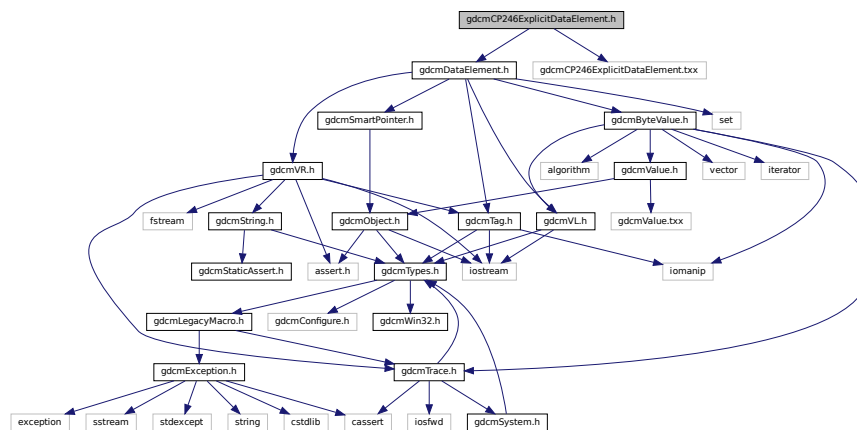 gdcmCP246ExplicitDataElement.h
gdcmDataElement.h
gdcmCP246ExplicitDataElement.txx
gdcmSmartPointer.h
gdcmByteValue.h
set
gdcmVR.h
algorithm
gdcmValue.h
vector
iterator
fstream
gdcmString.h
gdcmObject.h
gdcmTag.h
gdcmVL.h
gdcmValue.txx
gdcmStaticAssert.h
assert.h
gdcmTypes.h
iostream
iomanip
gdcmLegacyMacro.h
gdcmConfigure.h
gdcmWin32.h
gdcmException.h
gdcmTrace.h
exception
sstream
stdexcept
string
cstdlib
cassert
iosfwd
gdcmSystem.h